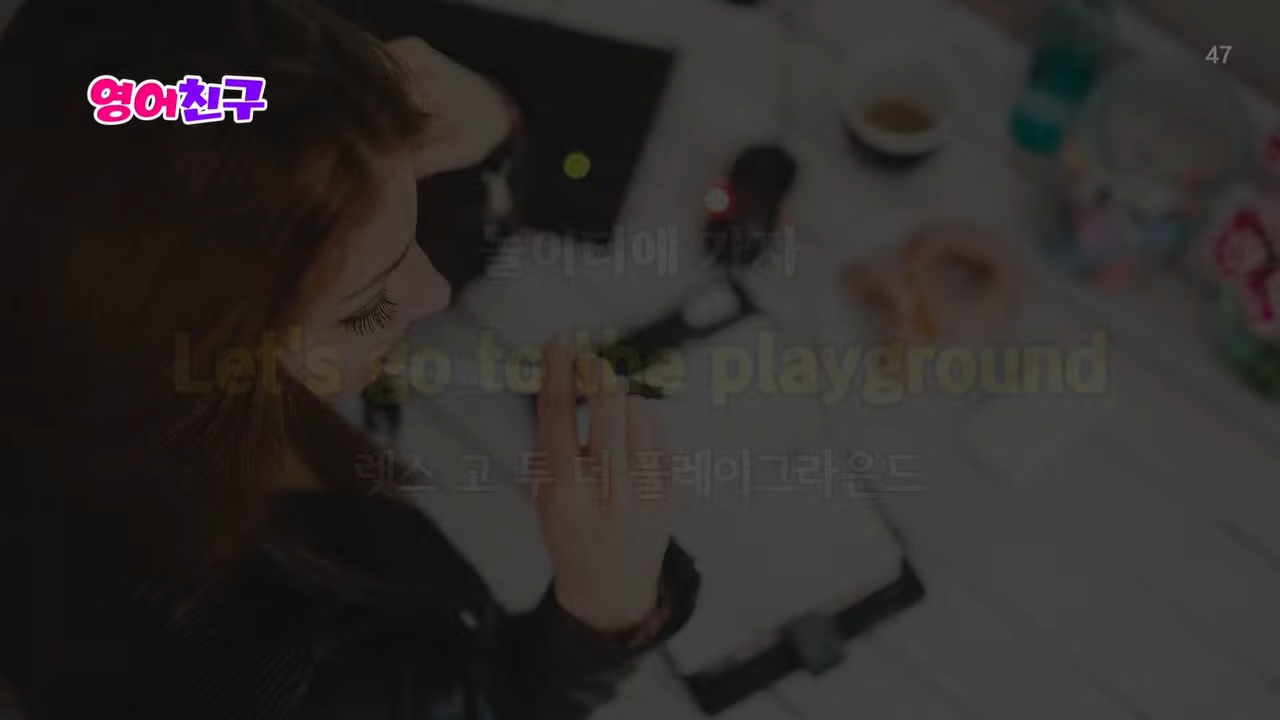 영어친구
47
놀이터에 가자
Let's go to the playground
렛스 고 투 더 플레이그라운드